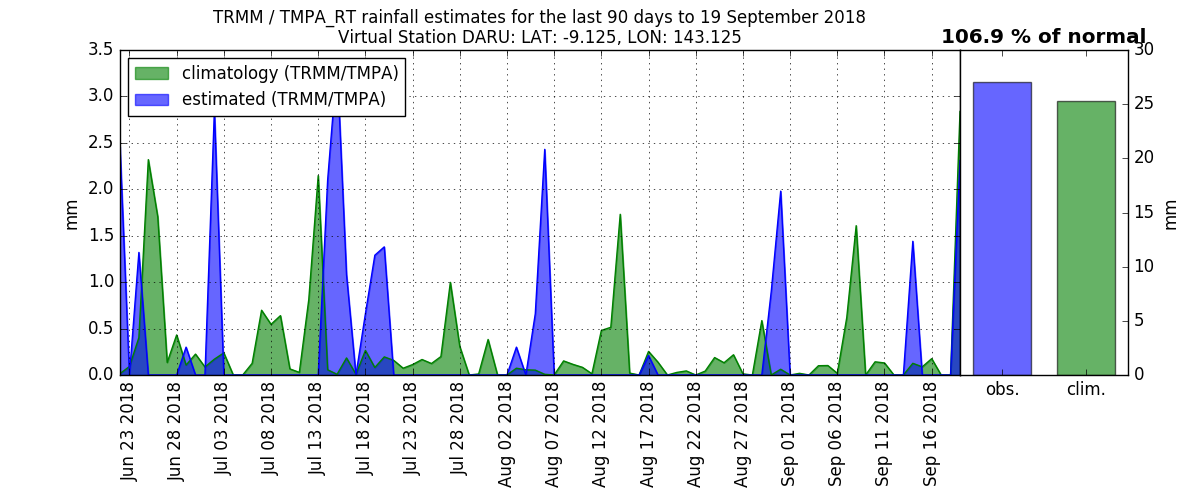 TRMM / TMPA_RT rainfall estimates for the last 90 days to 19 September 2018
Virtual Station DARU: LAT: -9.125, LON: 143.125
106.9 % of normal
climatology (TRMM/TMPA)
estimated (TRMM/TMPA)
3.5
3.0
2.5
2.0
1.5
1.0
0.5
0.0
mm
Jun 23 2018
Jun 28 2018
Jul 03 2018
Jul 08 2018
Jul 13 2018
Jul 18 2018
Jul 23 2018
Jul 28 2018
Aug 02 2018
Aug 07 2018
Aug 12 2018
Aug 17 2018
Aug 22 2018
Aug 27 2018
Sep 01 2018
Sep 06 2018
Sep 11 2018
Sep 16 2018
30
25
20
15
10
5
0
mm
obs.
clim.